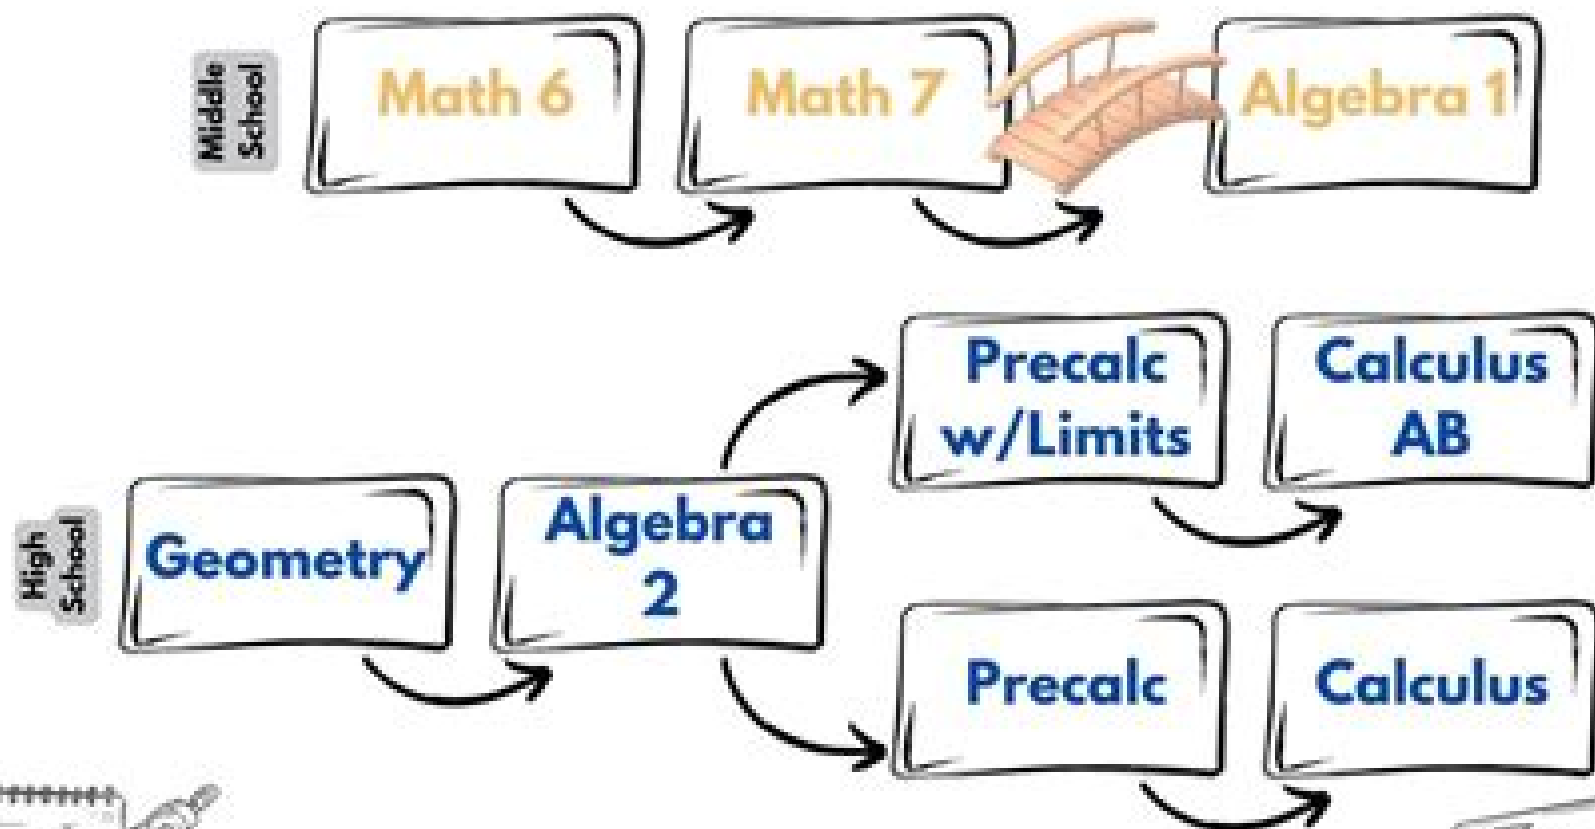 Middle
School
Math 6
Math 7
Algebra 1
High
School
Geometry
Algebra
2
Precalc
w/Limits
Calculus
AB
Precalc
Calculus